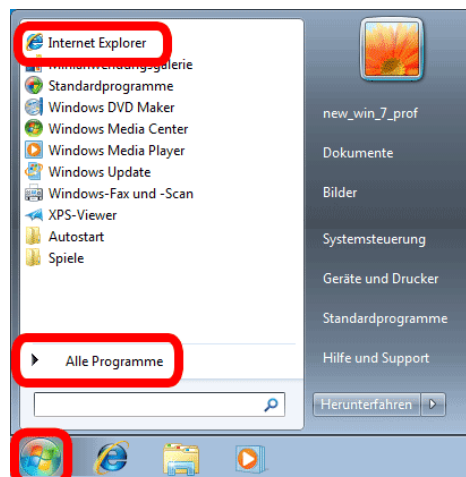 Internet Explorer
Minianwendungsgalerie
Standardprogramme
Windows DVD Maker
Windows Media Center
Windows Media Player
Windows Update
Windows-Fax und -Scan
XPS-Viewer
Autostart
Spiele
Alle Programme
new_win_7_prof
Dokumente
Bilder
Systemsteuerung
Geräte und Drucker
Standardprogramme
Hilfe und Support
Herunterfahren